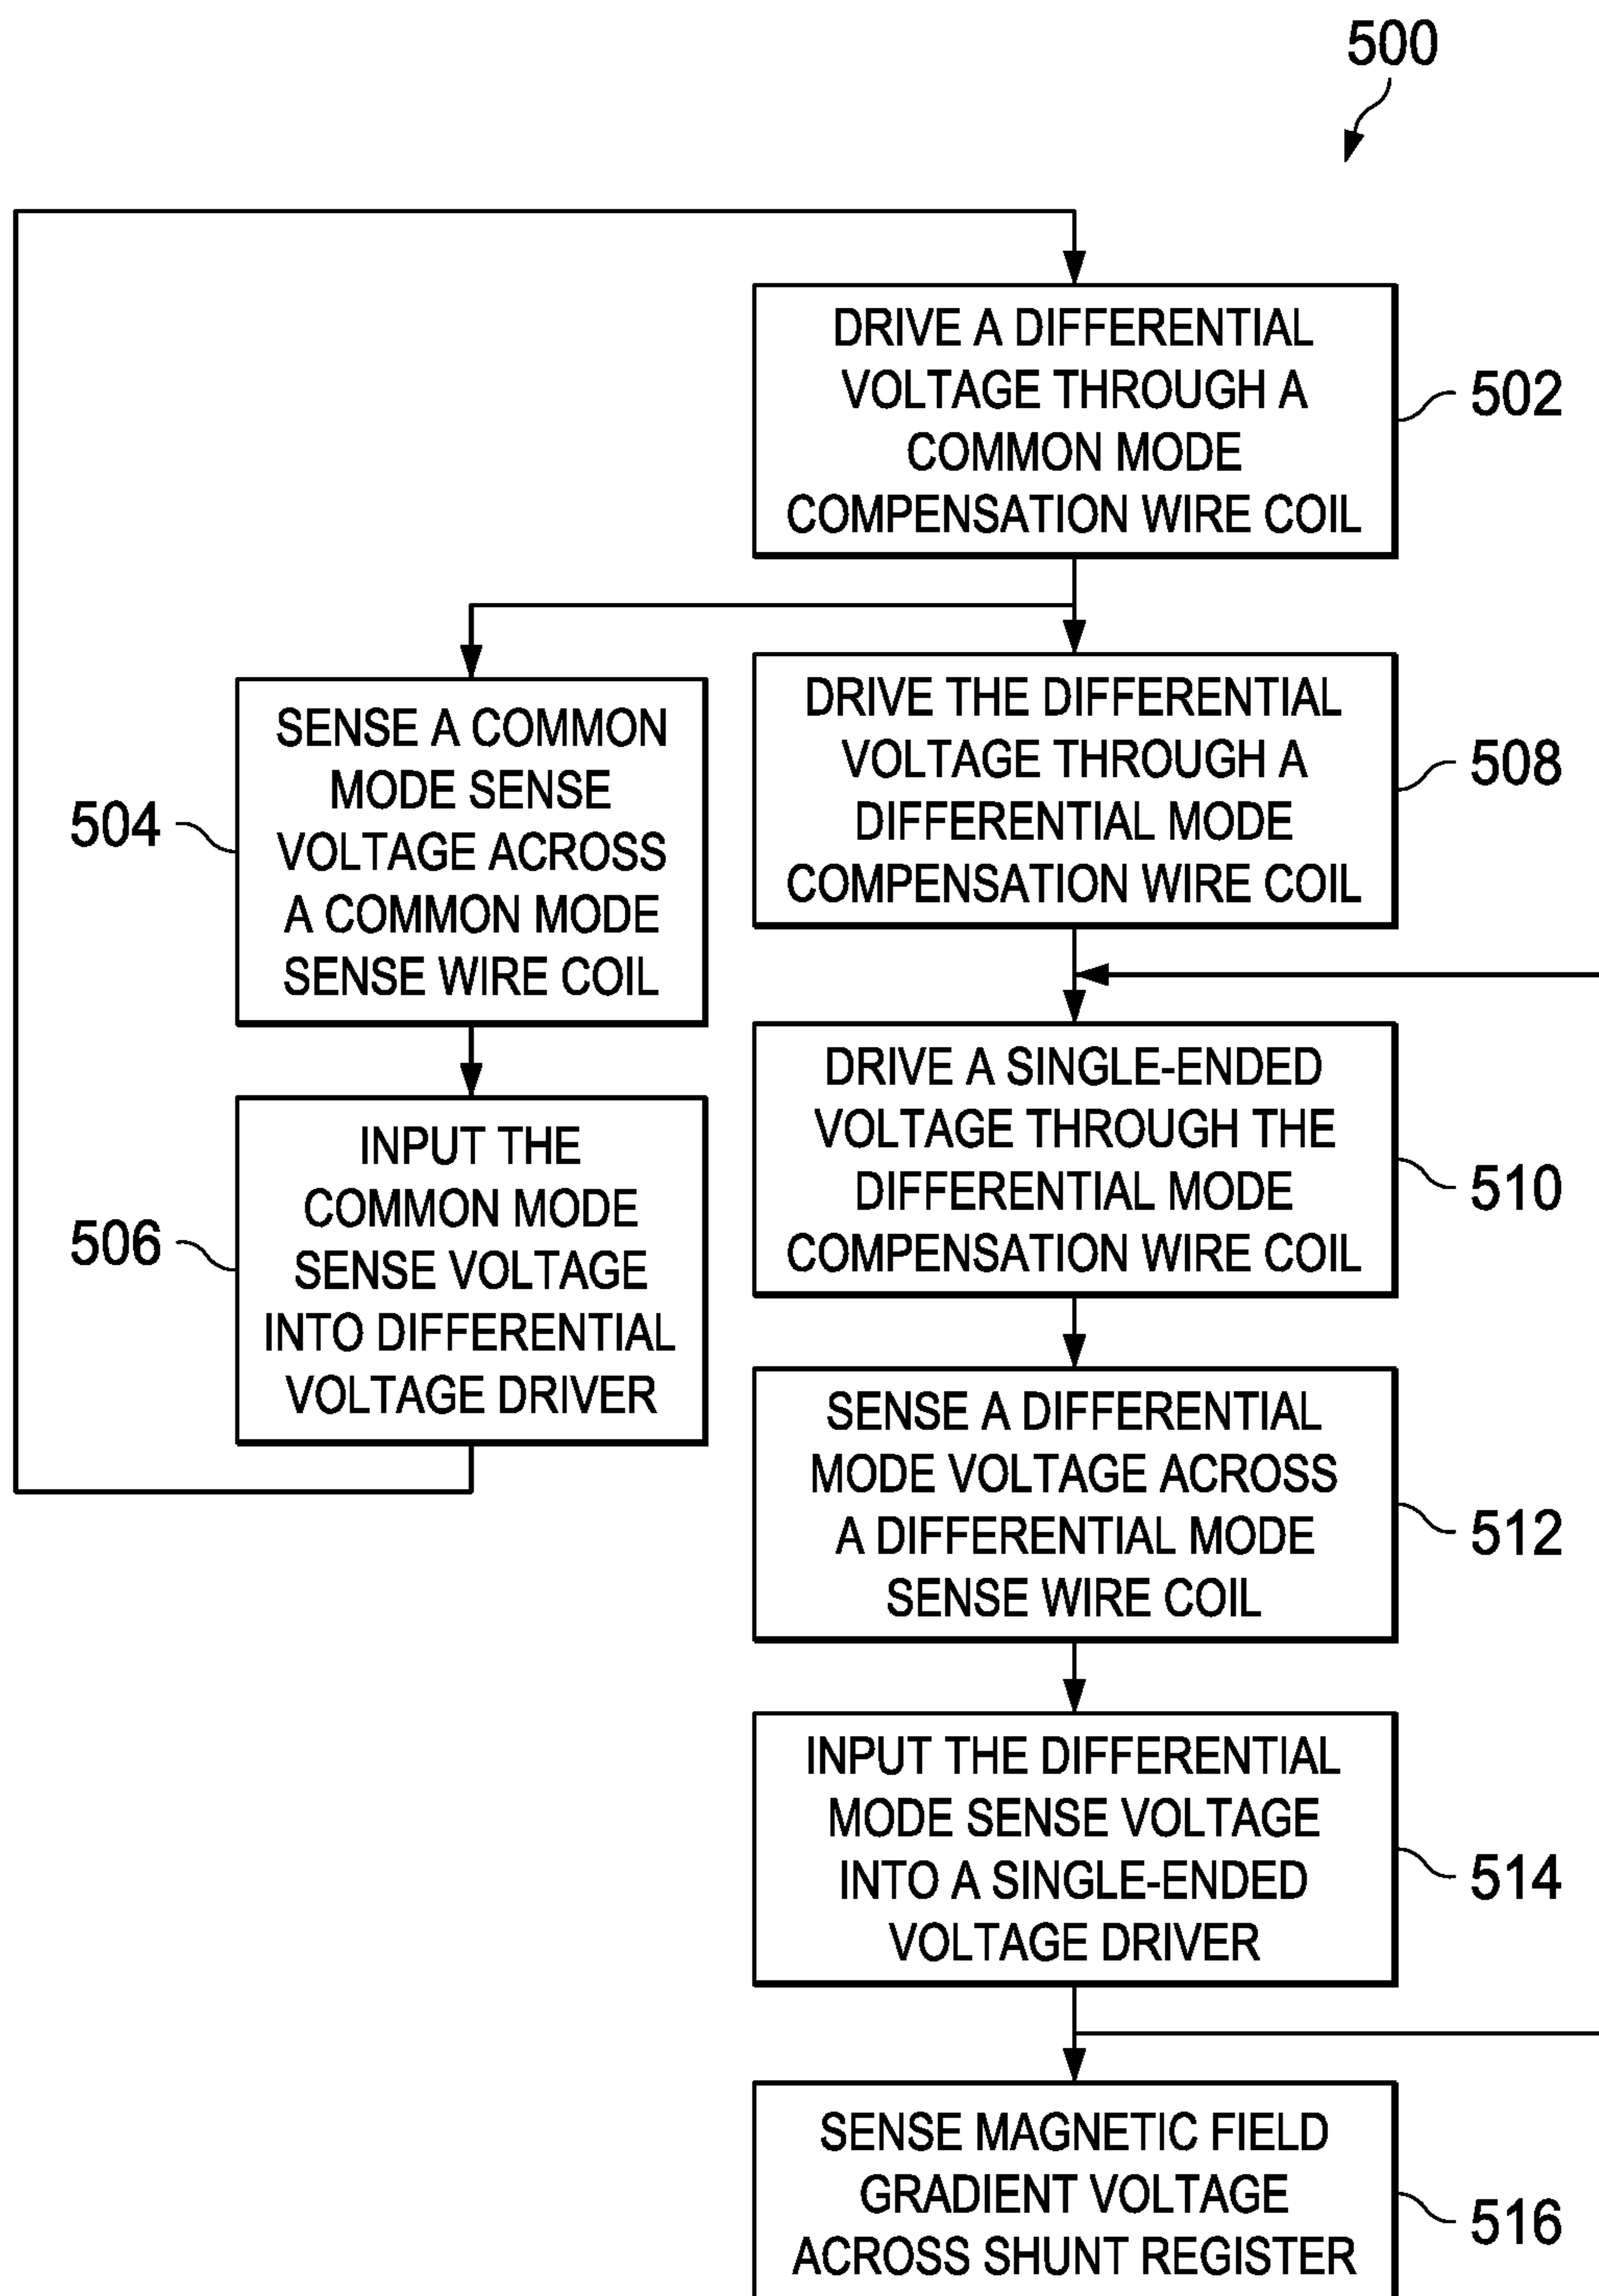 500
DRIVE A DIFFERENTIAL
VOLTAGE THROUGH A
COMMON MODE
COMPENSATION WIRE COIL
502
SENSE A COMMON
MODE SENSE
VOLTAGE ACROSS
A COMMON MODE
SENSE WIRE COIL
504
INPUT THE
COMMON MODE
SENSE VOLTAGE
INTO DIFFERENTIAL
VOLTAGE DRIVER
506
DRIVE THE DIFFERENTIAL
VOLTAGE THROUGH A
DIFFERENTIAL MODE
COMPENSATION WIRE COIL
508
DRIVE A SINGLE-ENDED
VOLTAGE THROUGH THE
DIFFERENTIAL MODE
COMPENSATION WIRE COIL
510
SENSE A DIFFERENTIAL
MODE VOLTAGE ACROSS
A DIFFERENTIAL MODE
SENSE WIRE COIL
512
INPUT THE DIFFERENTIAL
MODE SENSE VOLTAGE
INTO A SINGLE-ENDED
VOLTAGE DRIVER
514
SENSE MAGNETIC FIELD
GRADIENT VOLTAGE
ACROSS SHUNT REGISTER
516